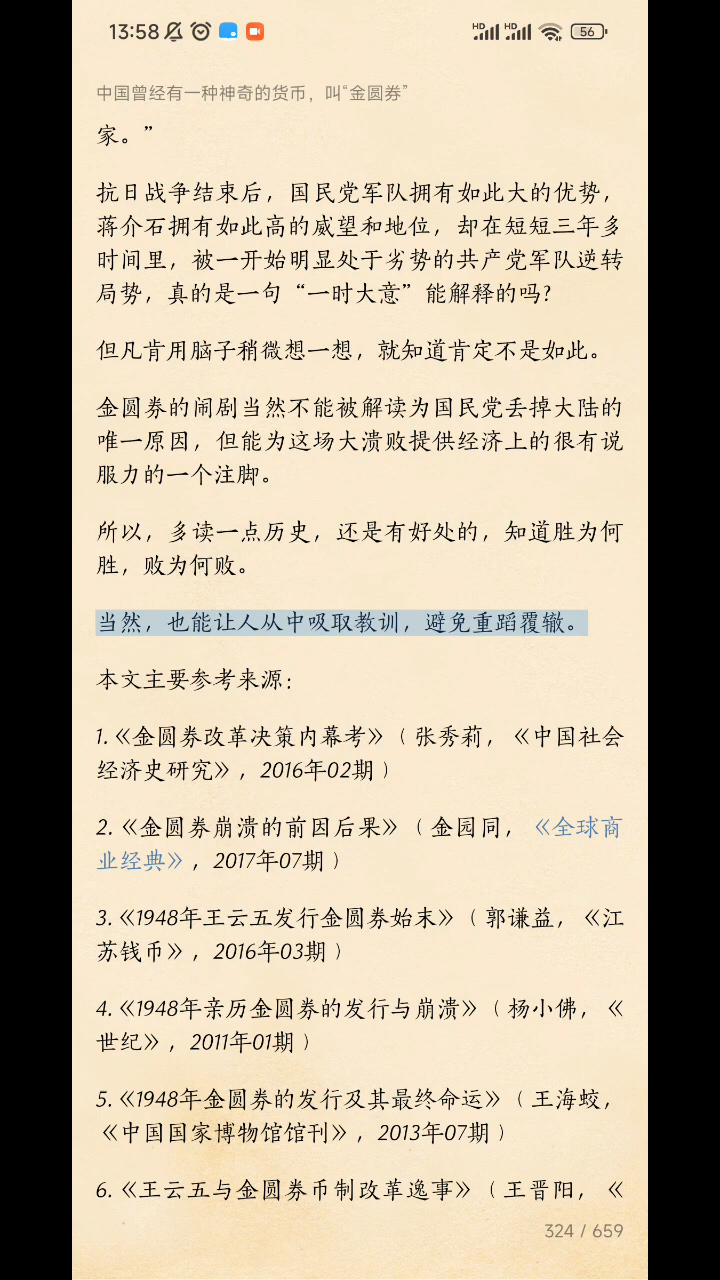 13:58
HD HD 56
中国曾经有一种神奇的货币，叫“金圆券”
家。”
抗日战争结束后，国民党军队拥有如此大的优势，
蒋介石拥有如此高的威望和地位，却在短短三年多
时间里，被一开始明显处于劣势的共产党军队逆转
局势，真的是一句“一时大意”能解释的吗？
但凡肯用脑子稍微想一想，就知道肯定不是如此。
金圆券的闹剧当然不能被解读为国民党丢掉大陆的
唯一原因，但能为这场大溃败提供经济上的很有说
服力的一个注脚。
所以，多读一点历史，还是有好处的，知道胜为何
胜，败为何败。
当然，也能让人从中吸取教训，避免重蹈覆辙。
本文主要参考来源：
1.《金圆券改革决策内幕考》（张秀莉，《中国社会
经济史研究》，2016年02期）
2.《金圆券崩溃的前因后果》（金园同，《全球商
业经典》，2017年07期）
3.《1948年王云五发行金圆券始末》（郭谦益，《江
苏钱币》，2016年03期）
4.《1948年亲历金圆券的发行与崩溃》（杨小佛，《
世纪》，2011年01期）
5.《1948年金圆券的发行及其最终命运》（王海蛟，
《中国国家博物馆馆刊》，2013年07期）
6.《王云五与金圆券币制改革逸事》（王晋阳，《
324 / 659